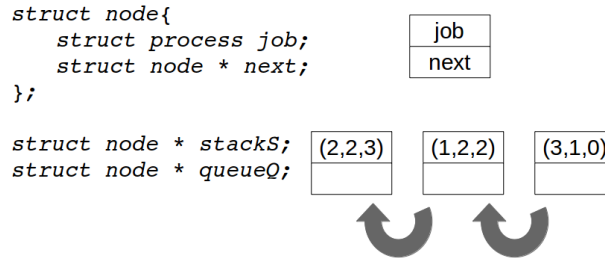 struct node{
struct process job;
struct node * next;
};
job
next
struct node * stackS;
struct node * queueQ;
(2,2,3)
(1,2,2)
(3,1,0)